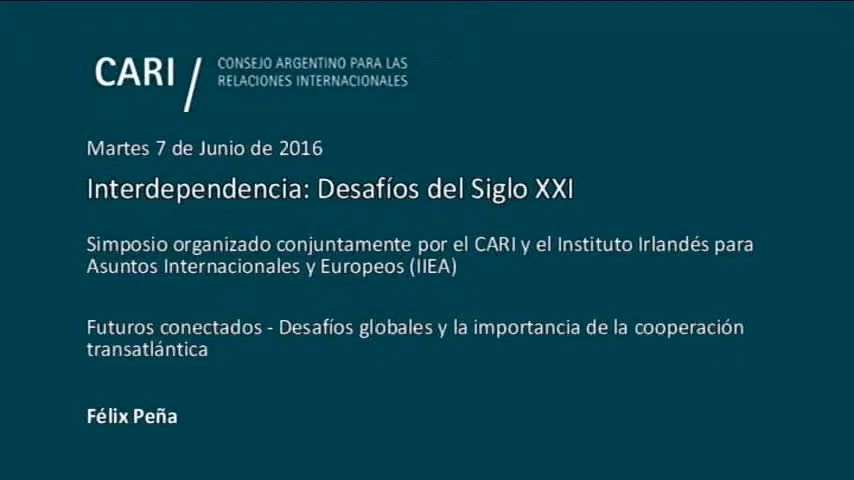 CARI / CONSEJO ARGENTINO PARA LAS
RELACIONES INTERNACIONALES
Martes 7 de Junio de 2016
Interdependencia: Desafíos del Siglo XXI
Simposio organizado conjuntamente por el CARI y el Instituto Irlandés para
Asuntos Internacionales y Europeos (IIEA)
Futuros conectados - Desafíos globales y la importancia de la cooperación
transatlántica
Félix Peña